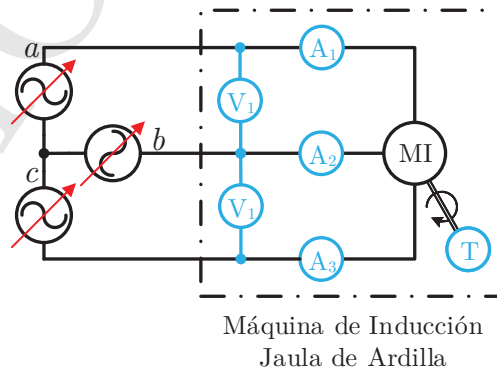 a
A₁
V₁
b
A₂
MI
c
V₁
A₃
T
Máquina de Inducción
Jaula de Ardilla